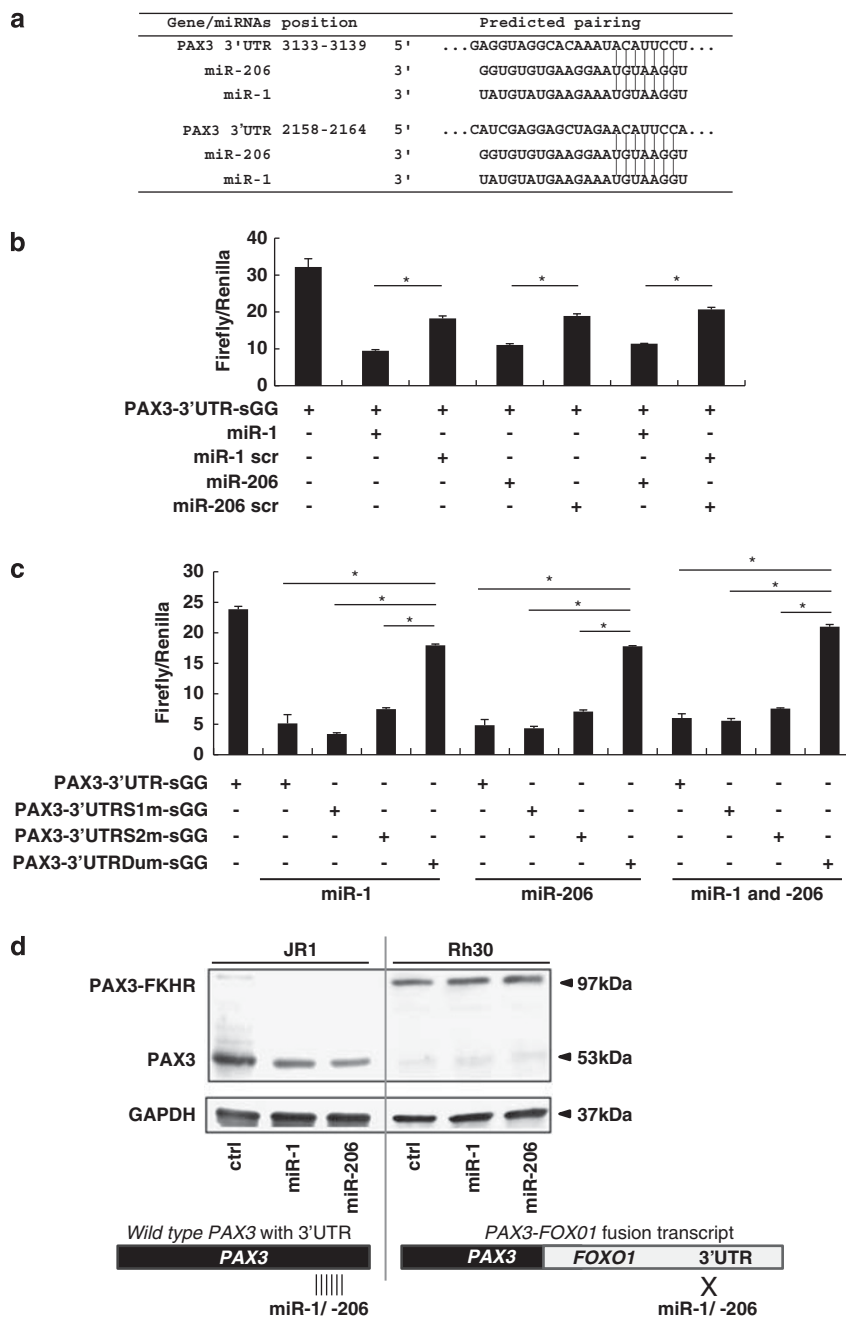 a
Gene/miRNAs position Predicted pairing
PAX3 3'UTR 3133-3139 5' ...GAGGUAGGCACAAAUACAUUCCU...
miR-206 3' GGUGUGUGAAGGAAUGUAAGGU
miR-1 3' UAUGUAUGAAGAAAUGUAAGGU
PAX3 3'UTR 2158-2164 5' ...CAUCGAGGAGCUAGAACAUUCCA...
miR-206 3' GGUGUGUGAAGGAAUGUAAGGU
miR-1 3' UAUGUAUGAAGAAAUGUAAGGU
b
Firefly/Renilla
40
30
20
10
0
* * *
PAX3-3'UTR-sGG + + + + + + +
miR-1 - + - - - + -
miR-1 scr - - + - - - +
miR-206 - - - + - + -
miR-206 scr - - - - + - +
c
Firefly/Renilla
30
25
20
15
10
5
0
* * *
* * *
* * *
PAX3-3'UTR-sGG + + - - - + - - - + - - -
PAX3-3'UTRS1m-sGG - - + - - - + - - - + - -
PAX3-3'UTRS2m-sGG - - - + - - - + - - - + -
PAX3-3'UTRDum-sGG - - - - + - - - + - - - +
miR-1 miR-206 miR-1 and -206
d
JR1 Rh30
PAX3-FKHR 97kDa
PAX3 53kDa
GAPDH 37kDa
ctrl miR-1 miR-206 ctrl miR-1 miR-206
Wild type PAX3 with 3'UTR PAX3-FOX01 fusion transcript
PAX3 PAX3 FOXO1 3'UTR
X
miR-1/ -206 miR-1/ -206